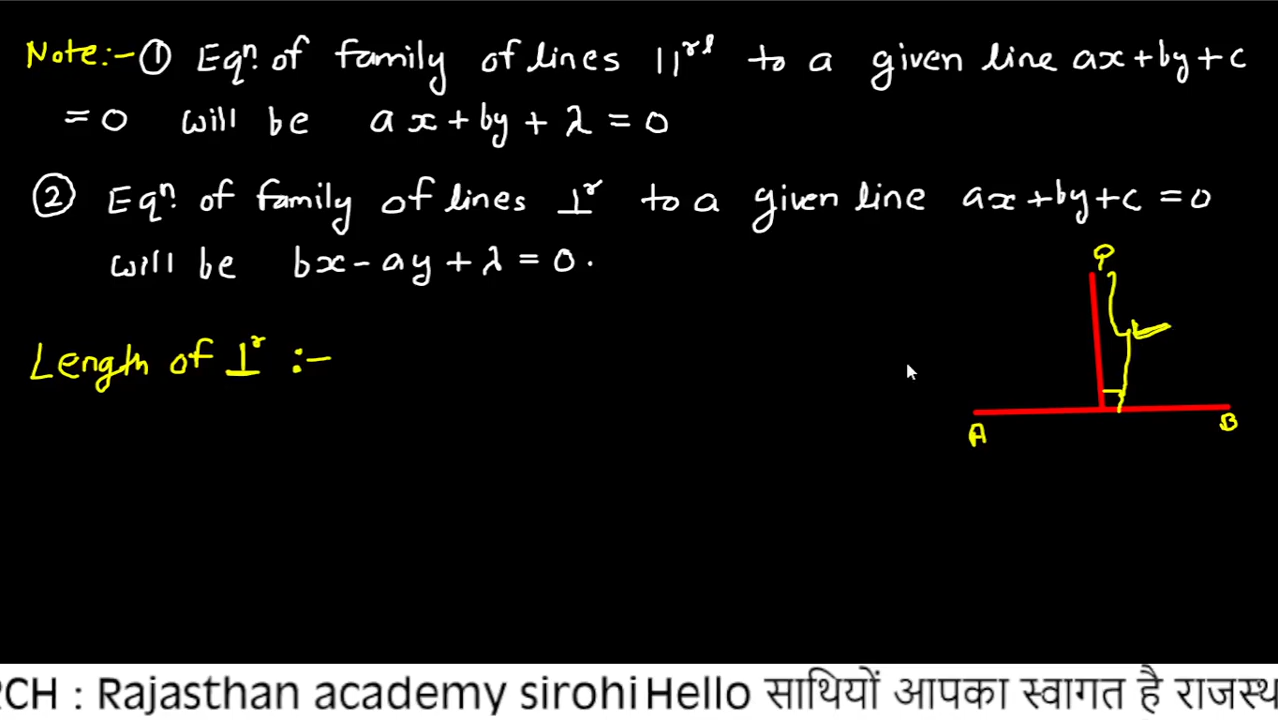 Note:- ① Eqⁿ. of family of lines ||ʳˡ to a given line ax+by+c
=0 will be ax+by+λ=0
② Eqⁿ. of family of lines ⊥ʳ to a given line ax+by+c=0
will be bx-ay+λ=0.
P
Length of ⊥ʳ :-
A B
RCH : Rajasthan academy sirohi Hello साथियों आपका स्वागत है राजस्थ